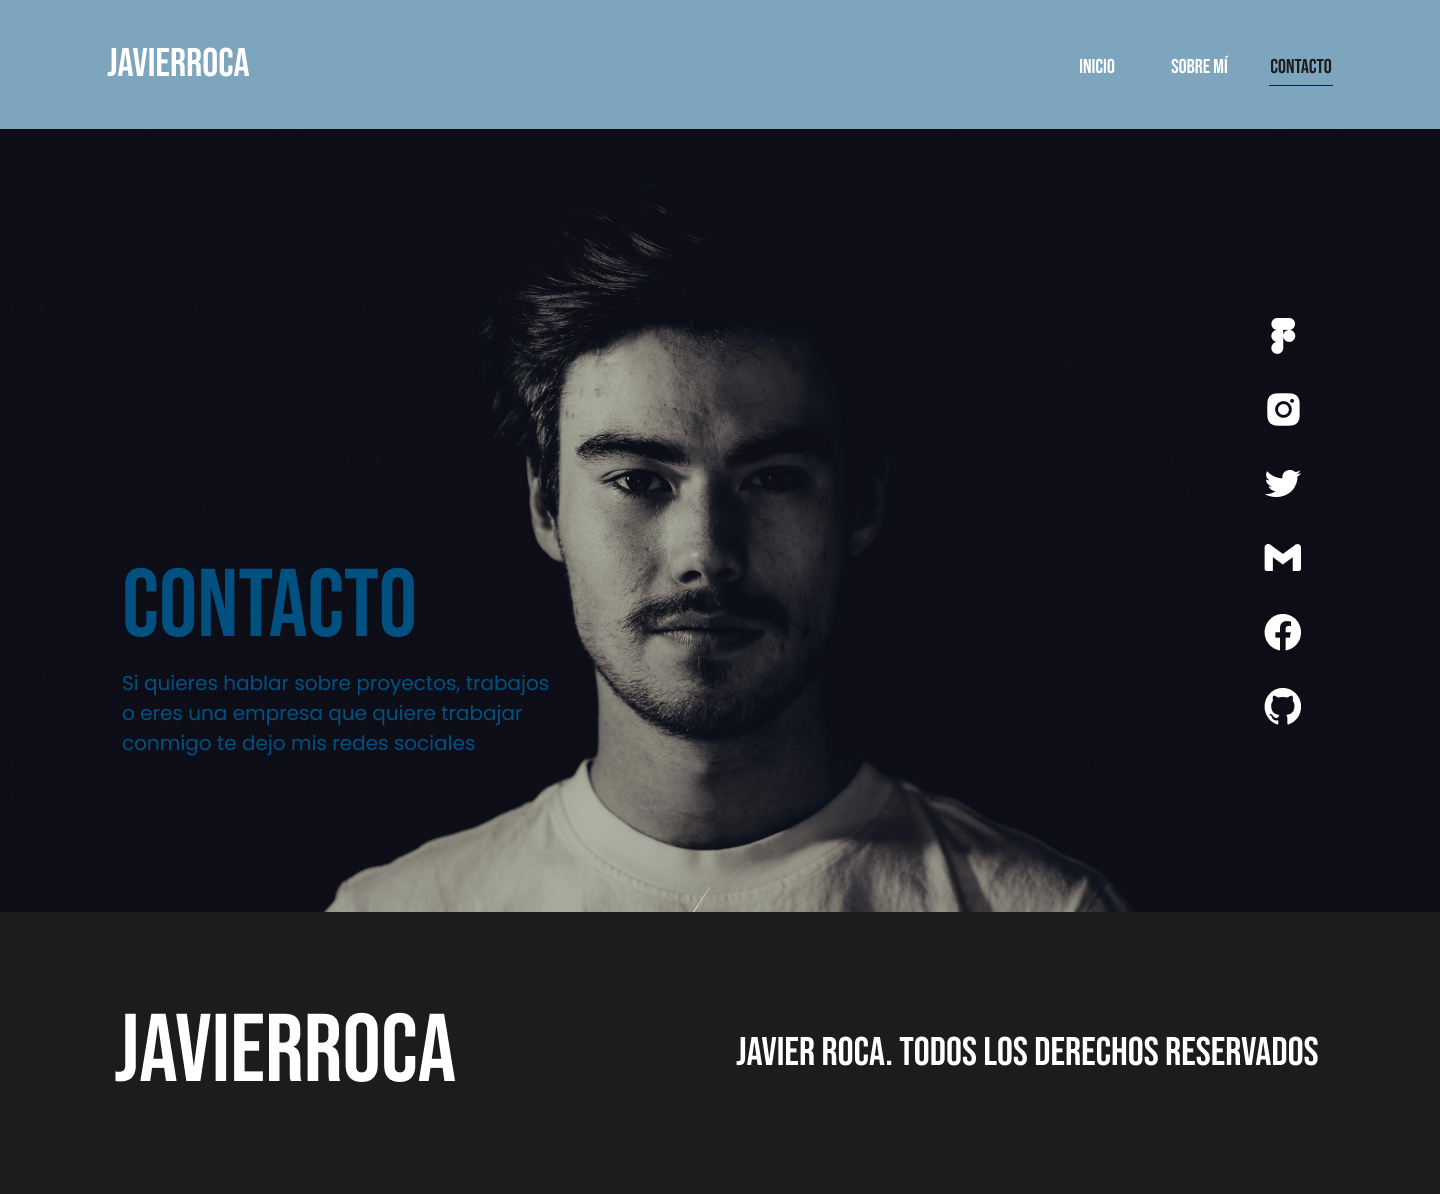 JAVIERROCA
INICIO
SOBRE MÍ
CONTACTO
CONTACTO
Si quieres hablar sobre proyectos, trabajos
o eres una empresa que quiere trabajar
conmigo te dejo mis redes sociales
JAVIERROCA
JAVIER ROCA. TODOS LOS DERECHOS RESERVADOS